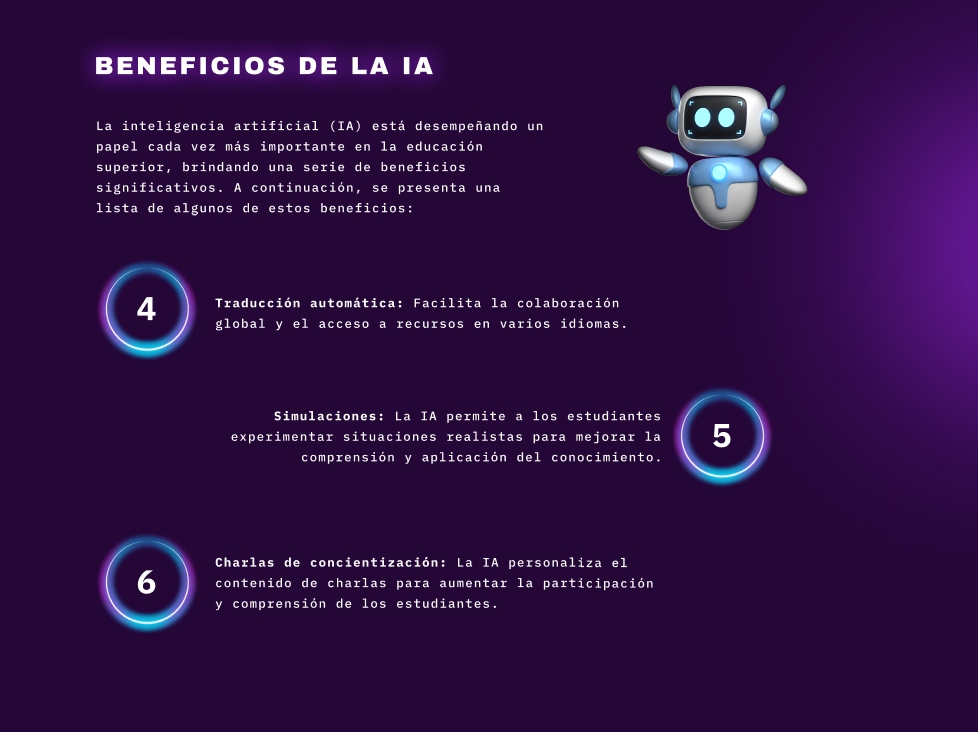 BENEFICIOS DE LA IA
La inteligencia artificial (IA) está desempeñando un
papel cada vez más importante en la educación
superior, brindando una serie de beneficios
significativos. A continuación, se presenta una
lista de algunos de estos beneficios:
4
Traducción automática: Facilita la colaboración
global y el acceso a recursos en varios idiomas.
Simulaciones: La IA permite a los estudiantes
experimentar situaciones realistas para mejorar la
comprensión y aplicación del conocimiento.
5
6
Charlas de concientización: La IA personaliza el
contenido de charlas para aumentar la participación
y comprensión de los estudiantes.